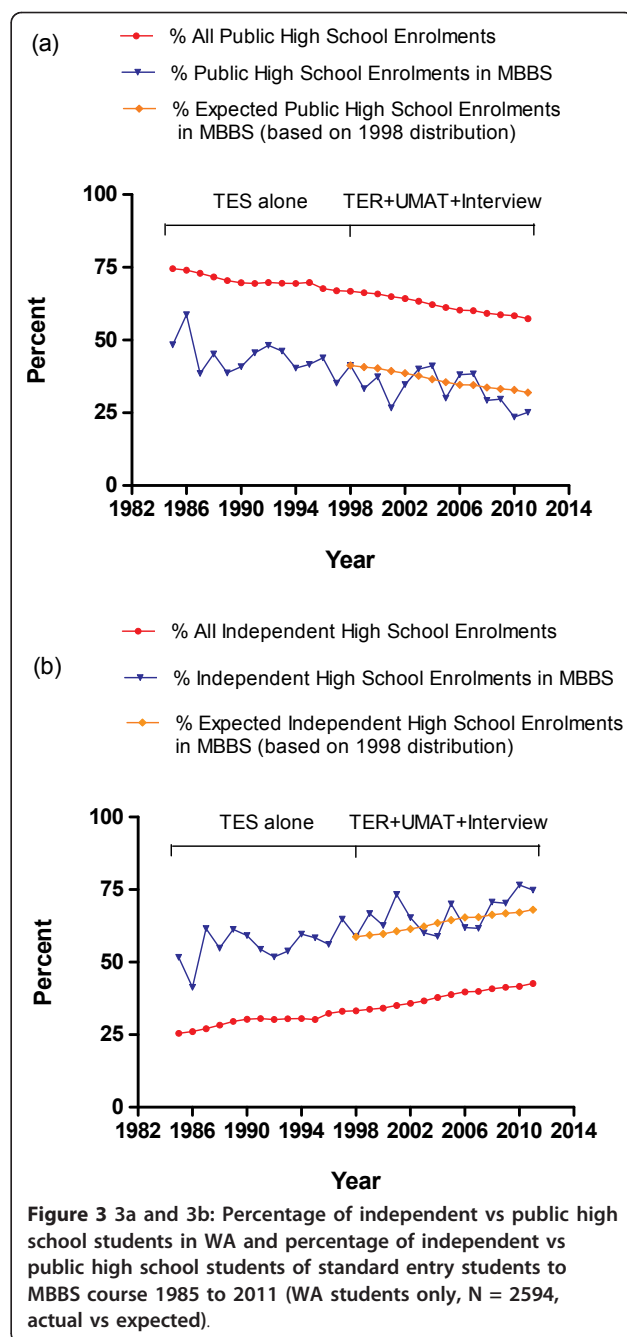 (a)
% All Public High School Enrolments
% Public High School Enrolments in MBBS
% Expected Public High School Enrolments
in MBBS (based on 1998 distribution)
TES alone
TER+UMAT+Interview
100
75
50
25
0
Percent
1982 1986 1990 1994 1998 2002 2006 2010 2014
Year
% All Independent High School Enrolments
(b)
% Independent High School Enrolments in MBBS
% Expected Independent High School Enrolments
in MBBS (based on 1998 distribution)
TES alone
TER+UMAT+Interview
100
75
50
25
0
Percent
1982 1986 1990 1994 1998 2002 2006 2010 2014
Year
Figure 3 3a and 3b: Percentage of independent vs public high
school students in WA and percentage of independent vs
public high school students of standard entry students to
MBBS course 1985 to 2011 (WA students only, N = 2594,
actual vs expected).